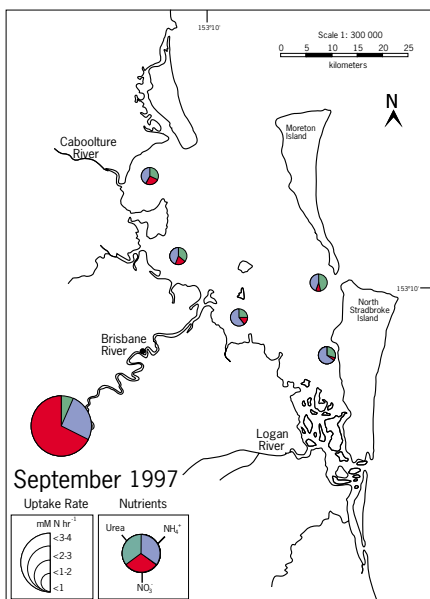 153°10'
Scale 1: 300 000
0 5 10 15 20 25
kilometers
N
Moreton
Island
Caboolture
River
153°10'
North
Stradbroke
Island
Brisbane
River
Logan
River
September 1997
Uptake Rate
mM N hr⁻¹
<3-4
<2-3
<1-2
<1
Nutrients
Urea
NH₄⁺
NO₃⁻